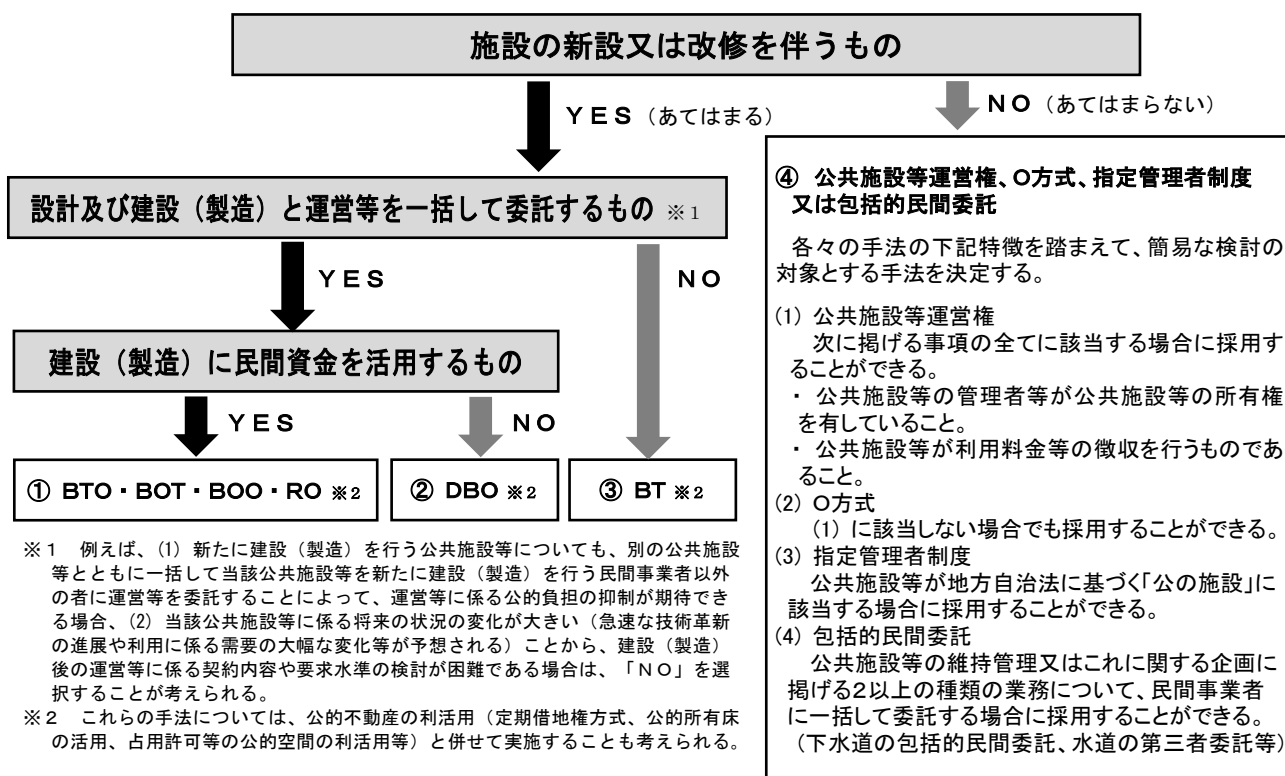 施設の新設又は改修を伴うもの
YES（あてはまる）
NO（あてはまらない）
設計及び建設（製造）と運営等を一括して委託するもの ※1
YES
NO
建設（製造）に民間資金を活用するもの
YES
NO
① BTO・BOT・BOO・RO ※2
② DBO ※2
③ BT ※2
※1　例えば、(1) 新たに建設（製造）を行う公共施設等についても、別の公共施設
等とともに一括して当該公共施設等を新たに建設（製造）を行う民間事業者以外
の者に運営等を委託することによって、運営等に係る公的負担の抑制が期待でき
る場合、(2) 当該公共施設等に係る将来の状況の変化が大きい（急速な技術革新
の進展や利用に係る需要の大幅な変化等が予想される）ことから、建設（製造）
後の運営等に係る契約内容や要求水準の検討が困難である場合は、「NO」を選
択することが考えられる。
※2　これらの手法については、公的不動産の利活用（定期借地権方式、公的所有床
の活用、占用許可等の公的空間の利活用等）と併せて実施することも考えられる。
④ 公共施設等運営権、O方式、指定管理者制度
又は包括的民間委託
各々の手法の下記特徴を踏まえて、簡易な検討の
対象とする手法を決定する。
(1) 公共施設等運営権
次に掲げる事項の全てに該当する場合に採用す
ることができる。
・ 公共施設等の管理者等が公共施設等の所有権
を有していること。
・ 公共施設等が利用料金等の徴収を行うものであ
ること。
(2) O方式
(1) に該当しない場合でも採用することができる。
(3) 指定管理者制度
公共施設等が地方自治法に基づく「公の施設」に
該当する場合に採用することができる。
(4) 包括的民間委託
公共施設等の維持管理又はこれに関する企画に
掲げる2以上の種類の業務について、民間事業者
に一括して委託する場合に採用することができる。
（下水道の包括的民間委託、水道の第三者委託等）